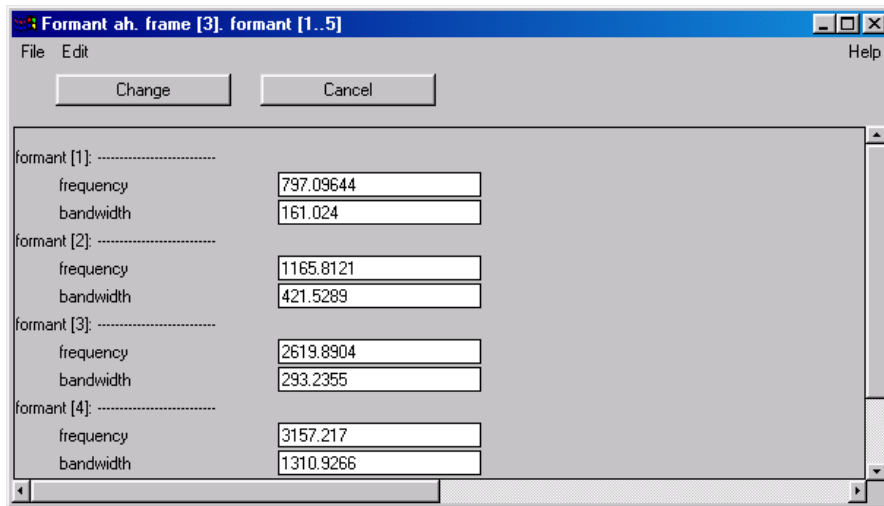 Formant ah. frame [3]. formant [1..5]
File Edit Help
Change Cancel
formant [1]: --------------------------
frequency 797.09644
bandwidth 161.024
formant [2]: --------------------------
frequency 1165.8121
bandwidth 421.5289
formant [3]: --------------------------
frequency 2619.8904
bandwidth 293.2355
formant [4]: --------------------------
frequency 3157.217
bandwidth 1310.9266